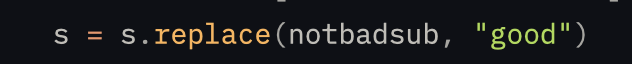 s = s.replace(notbadsub, "good")